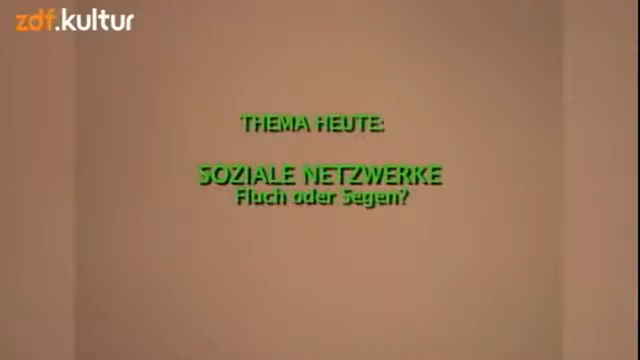 zdf.kultur
THEMA HEUTE:
SOZIALE NETZWERKE
Fluch oder Segen?